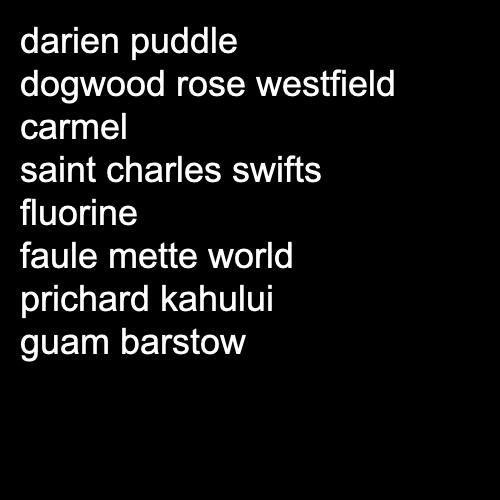 darien puddle
dogwood rose westfield
carmel
saint charles swifts
fluorine
faule mette world
prichard kahului
guam barstow